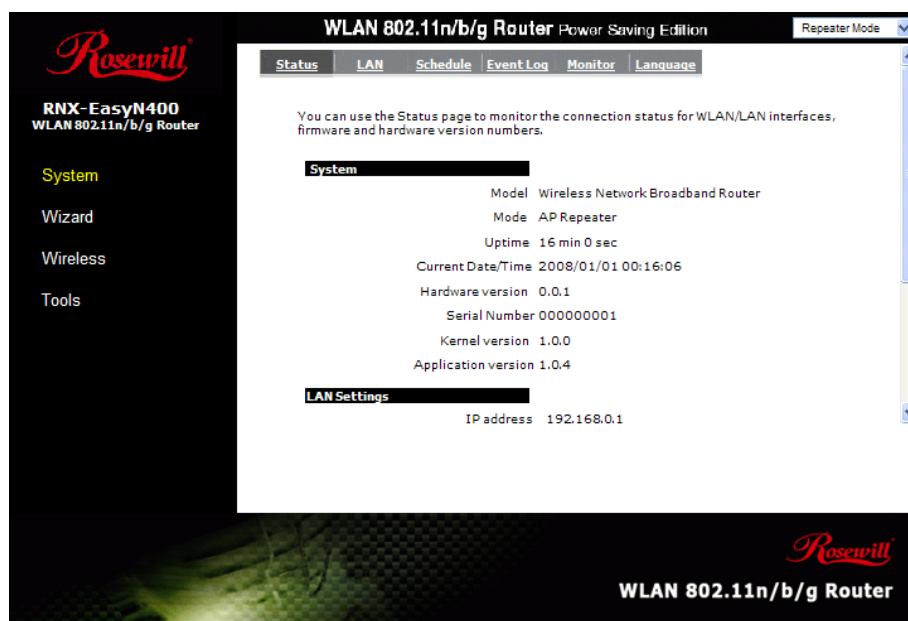 WLAN 802.11n/b/g Router Power Saving Edition
Repeater Mode
Rosewill
Status LAN Schedule Event Log Monitor Language
RNX-EasyN400
WLAN 802.11n/b/g Router
You can use the Status page to monitor the connection status for WLAN/LAN interfaces,
firmware and hardware version numbers.
System
Wizard
Wireless
Tools
System
Model Wireless Network Broadband Router
Mode AP Repeater
Uptime 16 min 0 sec
Current Date/Time 2008/01/01 00:16:06
Hardware version 0.0.1
Serial Number 000000001
Kernel version 1.0.0
Application version 1.0.4
LAN Settings
IP address 192.168.0.1
Rosewill
WLAN 802.11n/b/g Router